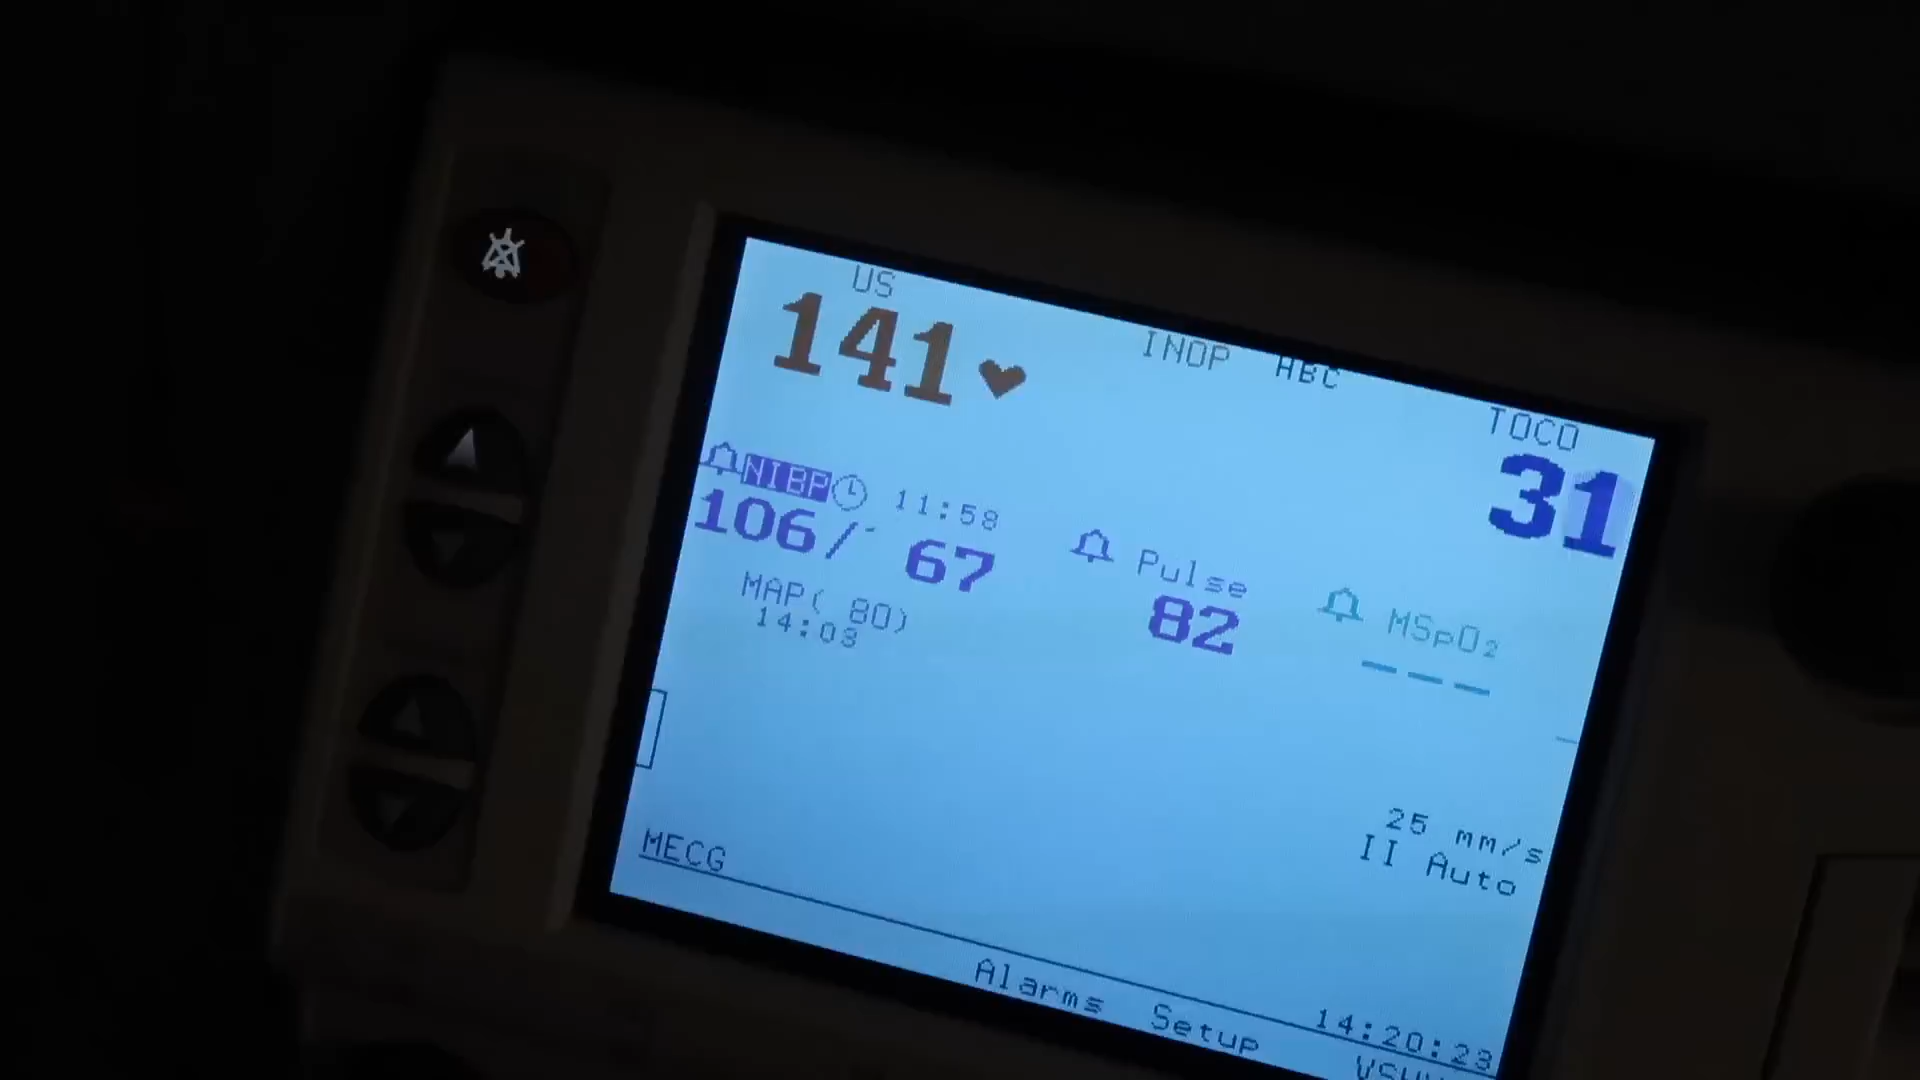 US
141
INOP ABC
TOCO
31
NIBP 11:58
106/ 67
MAP( 80)
14:08
Pulse
82
MSpO₂
---
25 mm/s
II Auto
MECG
14:20:23
Alarms Setup